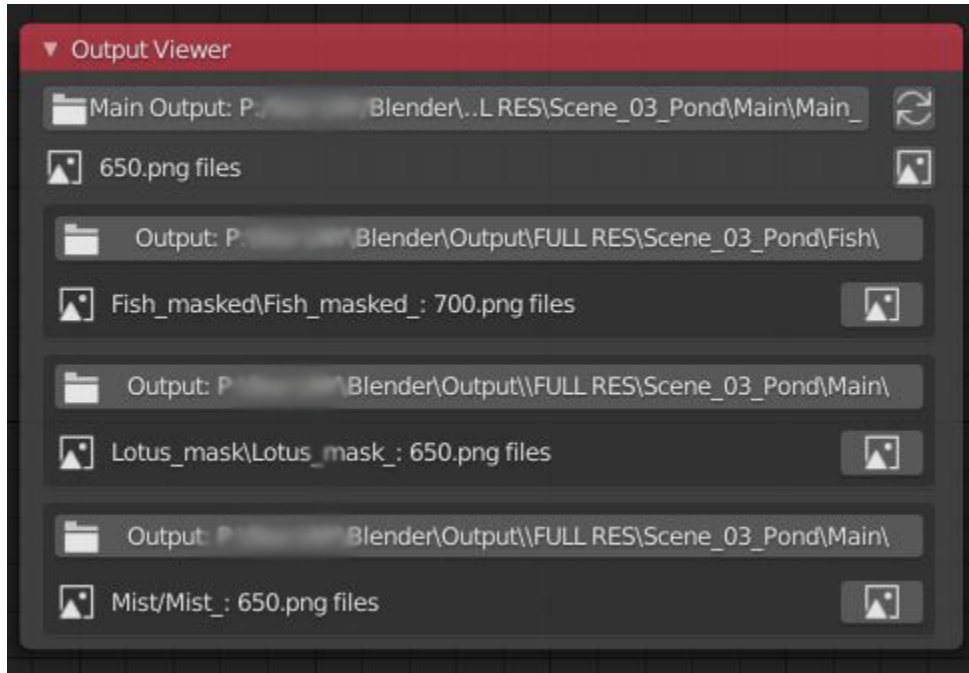 Output Viewer
Main Output: P:/ /Blender\..L RES\Scene_03_Pond\Main\Main_
650.png files
Output: P: \Blender\Output\FULL RES\Scene_03_Pond\Fish\
Fish_masked\Fish_masked_: 700.png files
Output: P \Blender\Output\\FULL RES\Scene_03_Pond\Main\
Lotus_mask\Lotus_mask_: 650.png files
Output: P \Blender\Output\\FULL RES\Scene_03_Pond\Main\
Mist/Mist_: 650.png files